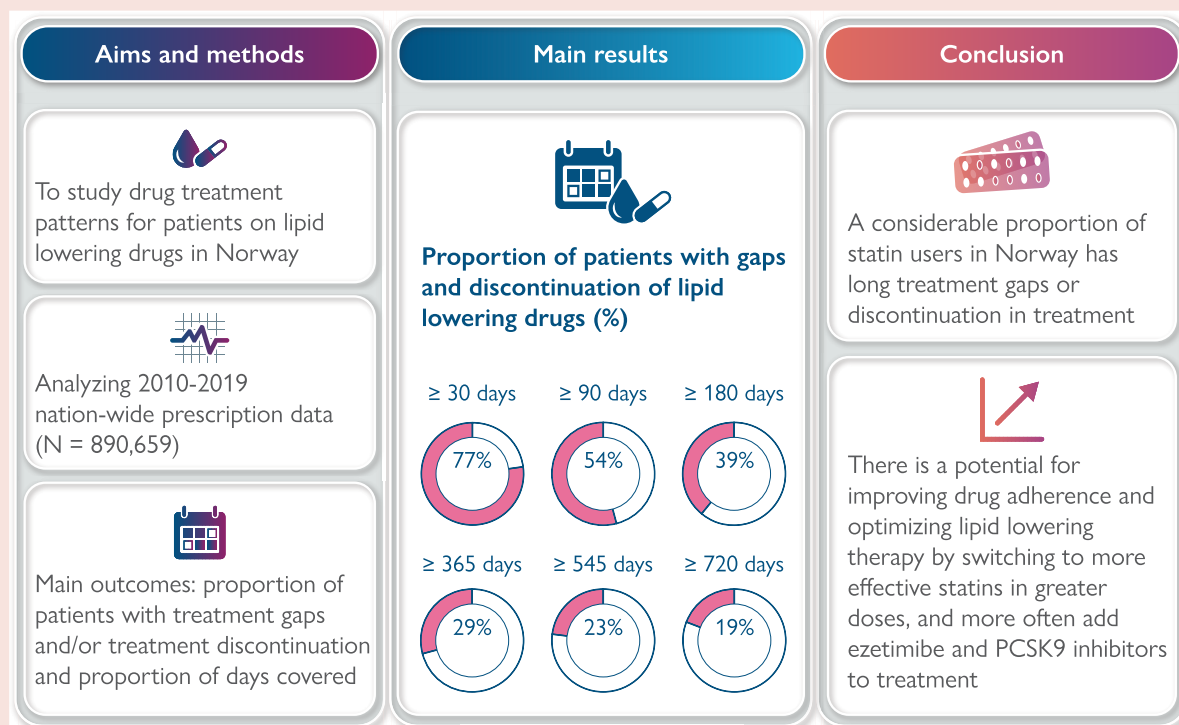 Aims and methods
To study drug treatment
patterns for patients on lipid
lowering drugs in Norway
Analyzing 2010-2019
nation-wide prescription data
(N = 890,659)
Main outcomes: proportion of
patients with treatment gaps
and/or treatment discontinuation
and proportion of days covered
Main results
Proportion of patients with gaps
and discontinuation of lipid
lowering drugs (%)
≥ 30 days
≥ 90 days
≥ 180 days
77%
54%
39%
≥ 365 days
≥ 545 days
≥ 720 days
29%
23%
19%
Conclusion
A considerable proportion of
statin users in Norway has
long treatment gaps or
discontinuation in treatment
There is a potential for
improving drug adherence and
optimizing lipid lowering
therapy by switching to more
effective statins in greater
doses, and more often add
ezetimibe and PCSK9 inhibitors
to treatment